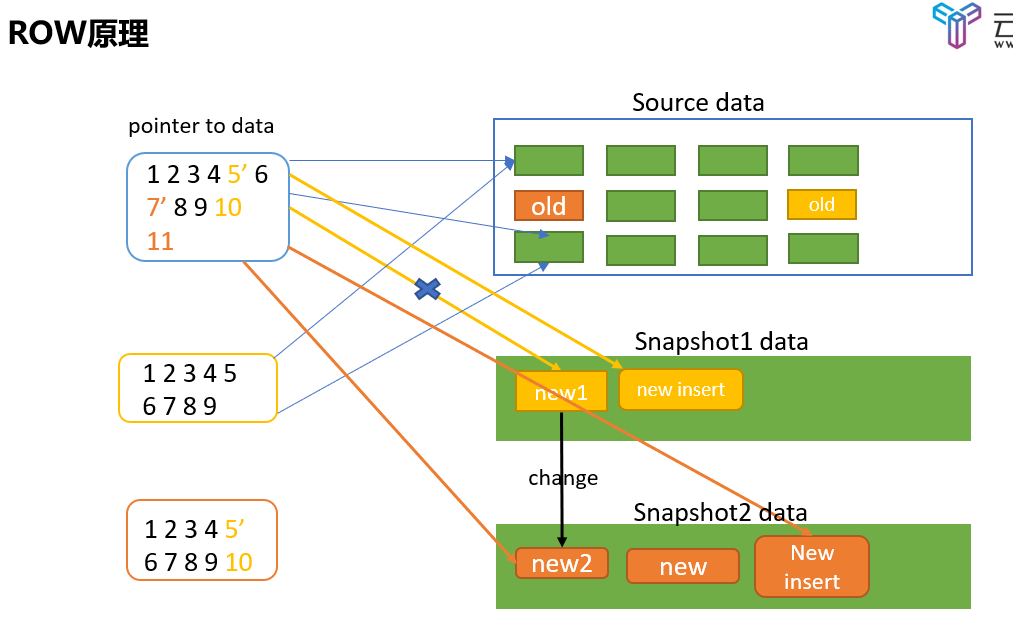 ROW原理
云
ww
Source data
pointer to data
1 2 3 4 5’ 6
7’ 8 9 10
11
old
old
Snapshot1 data
1 2 3 4 5
6 7 8 9
new1
new insert
change
Snapshot2 data
1 2 3 4 5’
6 7 8 9 10
new2
new
New
insert